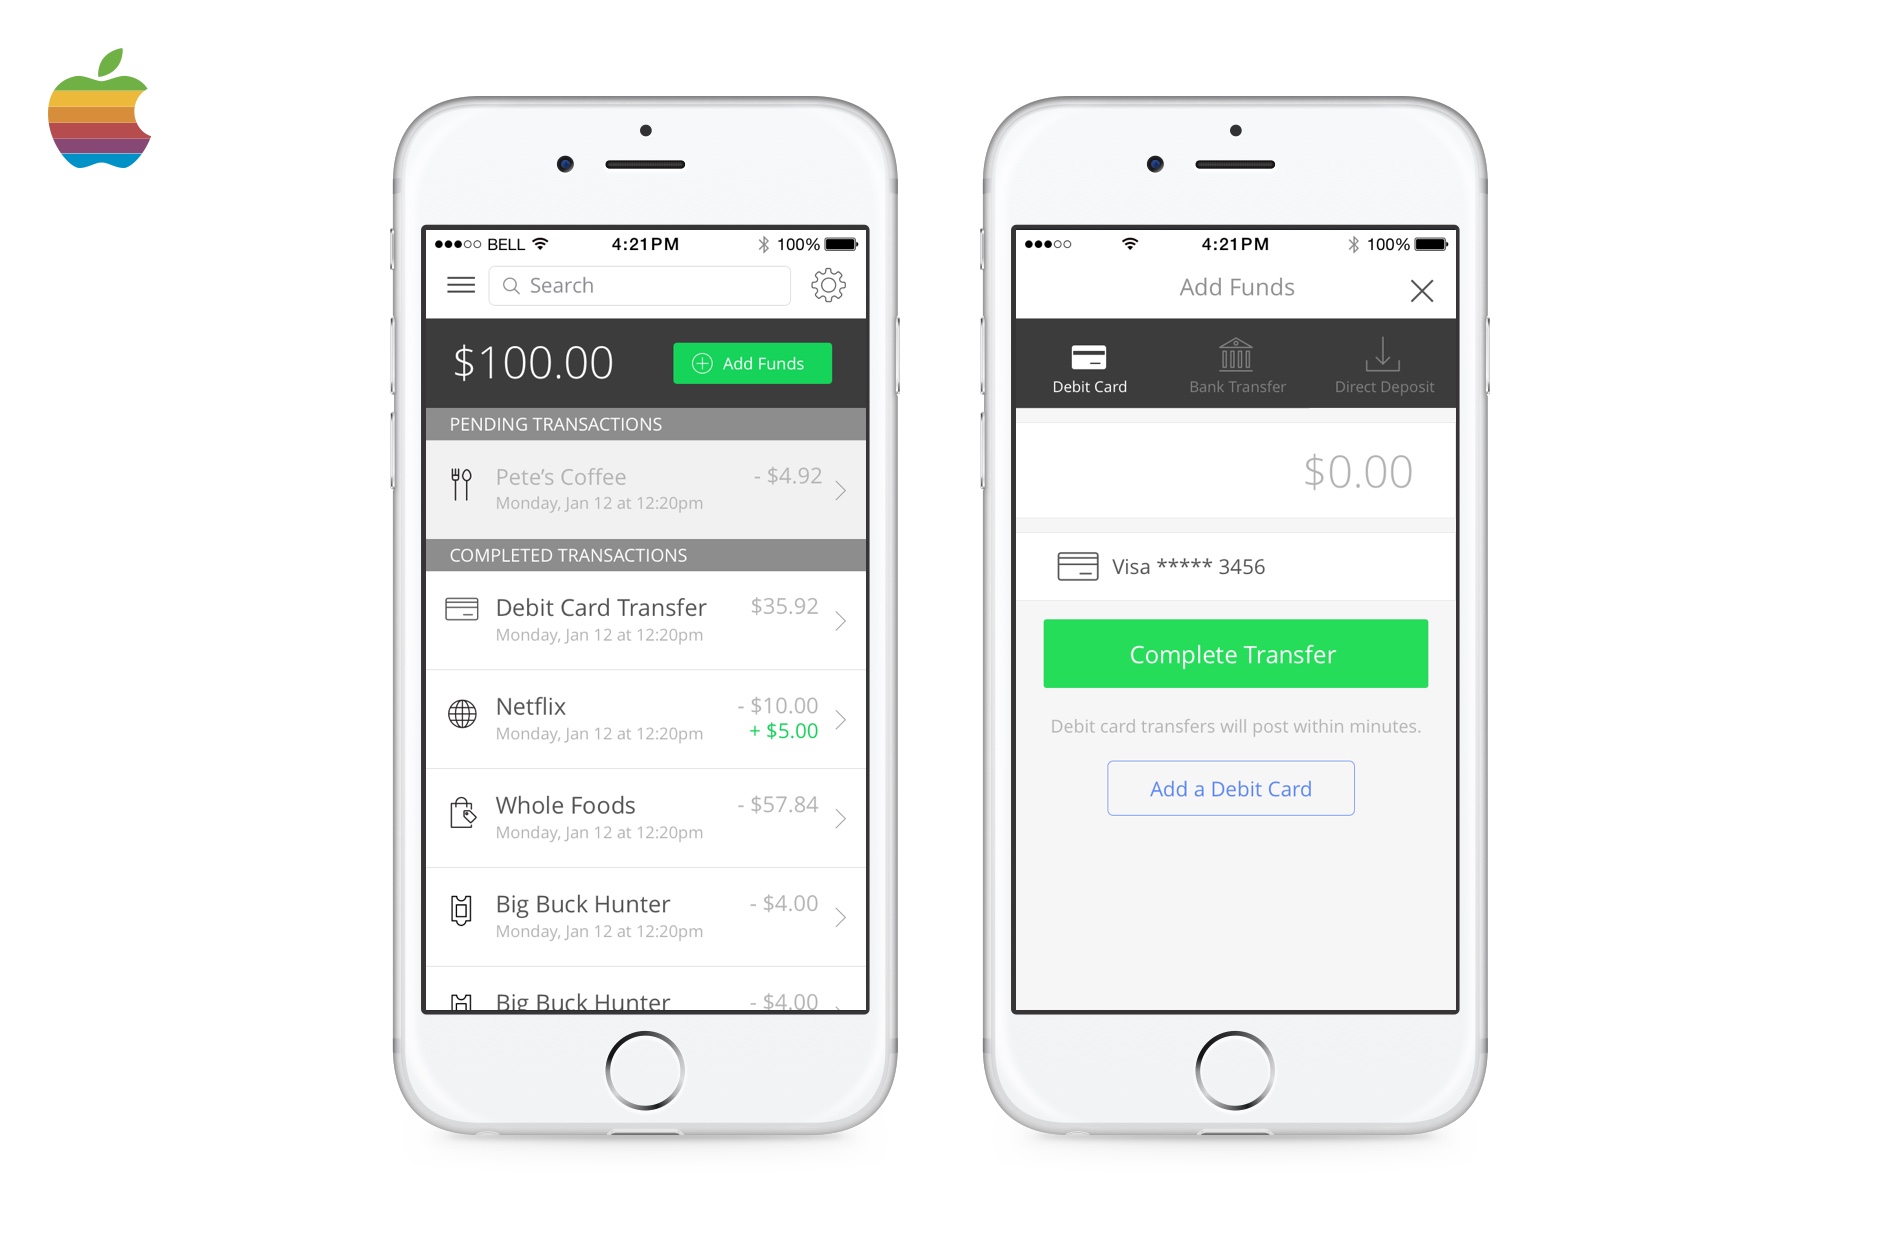 BELL 4:21PM 100%
Search
$100.00 Add Funds
PENDING TRANSACTIONS
Pete's Coffee - $4.92
Monday, Jan 12 at 12:20pm
COMPLETED TRANSACTIONS
Debit Card Transfer $35.92
Monday, Jan 12 at 12:20pm
Netflix - $10.00
Monday, Jan 12 at 12:20pm + $5.00
Whole Foods - $57.84
Monday, Jan 12 at 12:20pm
Big Buck Hunter - $4.00
Monday, Jan 12 at 12:20pm
Big Buck Hunter - $4.00
4:21PM 100%
Add Funds
Debit Card Bank Transfer Direct Deposit
$0.00
Visa ***** 3456
Complete Transfer
Debit card transfers will post within minutes.
Add a Debit Card